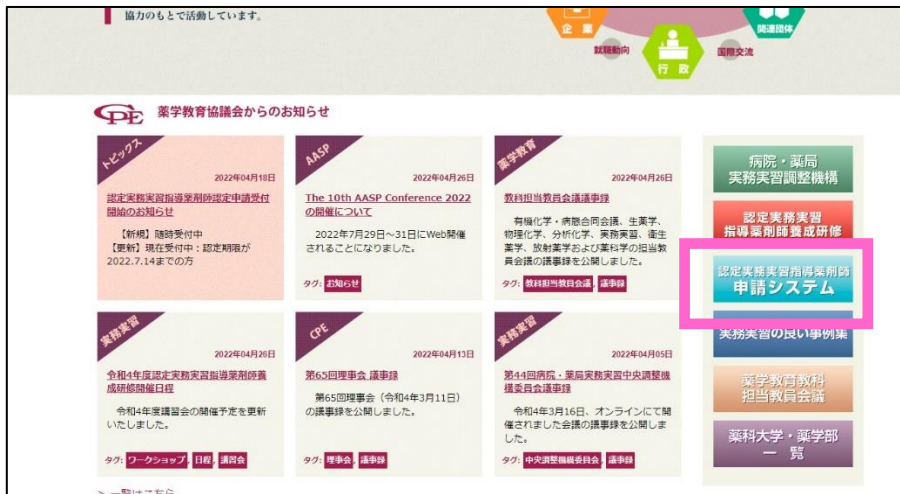 協力のもとで活動しています。
企 業
関連団体
就職動向
行 政
国際交流
CPE 薬学教育協議会からのお知らせ
トピックス
2022年04月18日
認定実務実習指導薬剤師認定申請受付
開始のお知らせ
【新規】随時受付中
【更新】現在受付中：認定期限が
2022.7.14までの方
AASP
2022年04月26日
The 10th AASP Conference 2022
の開催について
2022年7月29日～31日にWeb開催
されることになりました。
タグ: お知らせ
薬学教育
2022年04月26日
教科担当教員会議議事録
有機化学・病態合同会議、生薬学、
物理化学、分析化学、実務実習、衛生
薬学、放射薬学および薬科学の担当教
員会議の議事録を公開しました。
タグ: 教科担当教員会議, 議事録
実務実習
2022年04月26日
令和4年度認定実務実習指導薬剤師養
成研修開催日程
令和4年度講習会の開催予定を更新
いたしました。
タグ: ワークショップ, 日程, 講習会
CPE
2022年04月13日
第65回理事会 議事録
第65回理事会（令和4年3月11日）
の議事録を公開しました。
タグ: 理事会, 議事録
実務実習
2022年04月05日
第44回病院・薬局実務実習中央調整機
構委員会議事録
令和4年3月16日、オンラインにて開
催されました会議の議事録を公開しま
した。
タグ: 中央調整機構委員会, 議事録
＞ 一覧はこちら
病院・薬局
実務実習調整機構
認定実務実習
指導薬剤師養成研修
認定実務実習指導薬剤師
申請システム
実務実習の良い事例集
薬学教育教科
担当教員会議
薬科大学・薬学部
一 覧